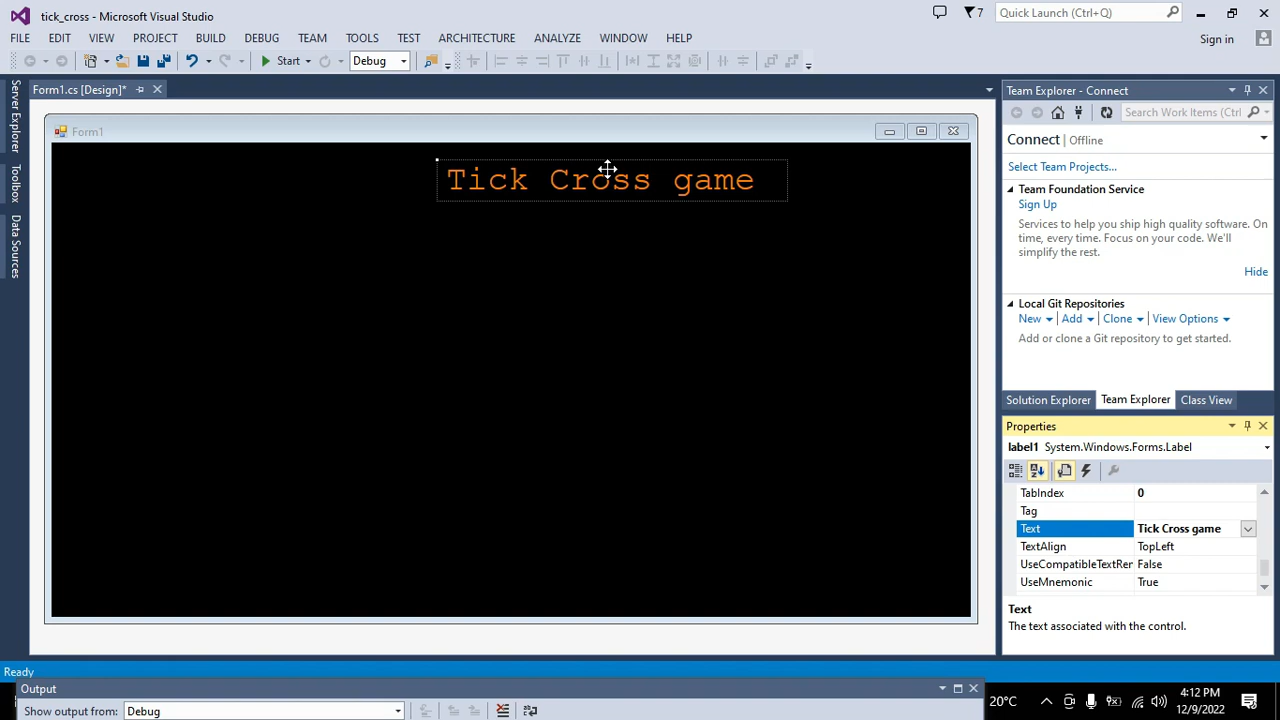 tick_cross - Microsoft Visual Studio
7
Quick Launch (Ctrl+Q)
FILE EDIT VIEW PROJECT BUILD DEBUG TEAM TOOLS TEST ARCHITECTURE ANALYZE WINDOW HELP
Sign in
Start
Debug
Server Explorer
Toolbox
Data Sources
Form1.cs [Design]*
Form1
Tick Cross game
Team Explorer - Connect
Search Work Items (Ctrl
Connect | Offline
Select Team Projects...
Team Foundation Service
Sign Up
Services to help you ship high quality software. On
time, every time. Focus on your code. We'll
simplify the rest.
Hide
Local Git Repositories
New | Add | Clone | View Options
Add or clone a Git repository to get started.
Solution Explorer Team Explorer Class View
Properties
label1 System.Windows.Forms.Label
TabIndex 0
Tag
Text Tick Cross game
TextAlign TopLeft
UseCompatibleTextRen False
UseMnemonic True
Text
The text associated with the control.
Ready
Output
Show output from: Debug
20°C
4:12 PM
12/9/2022